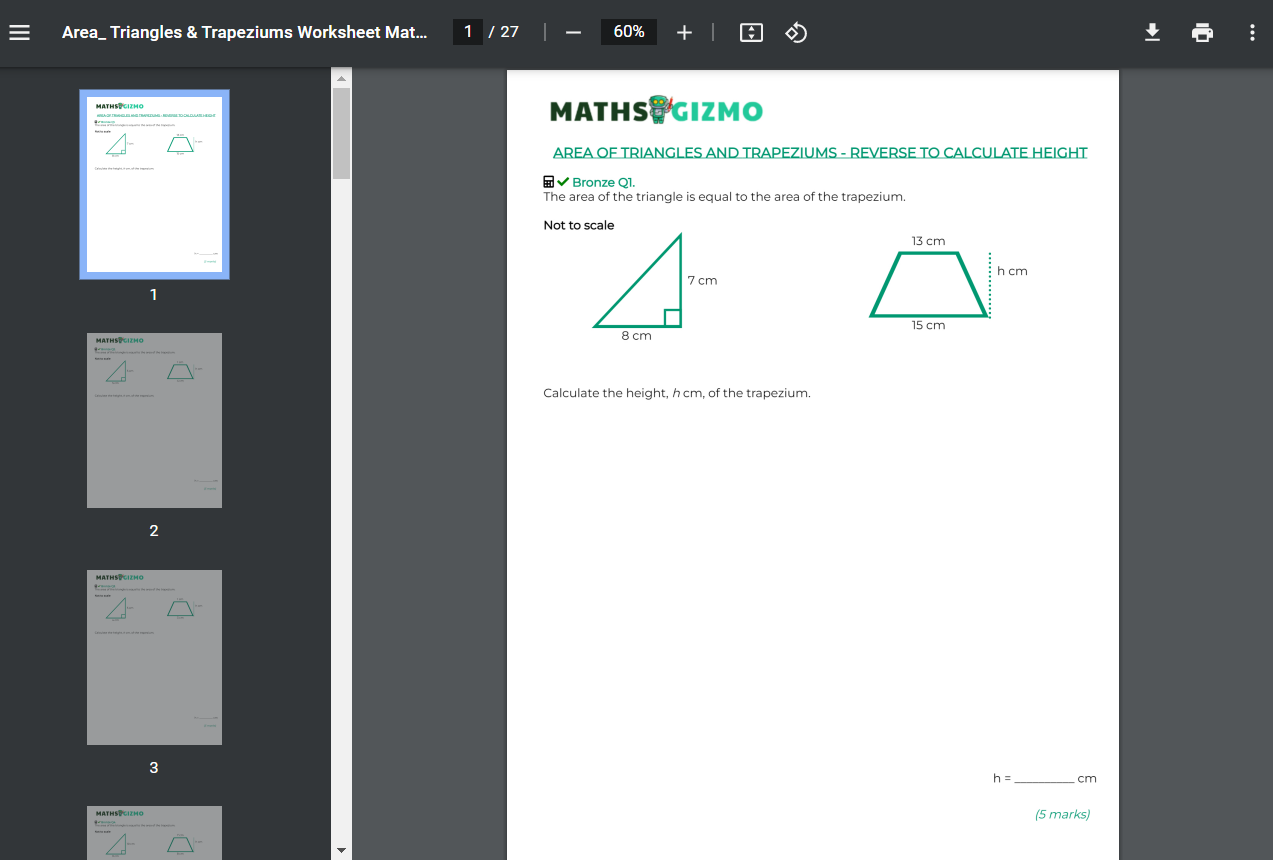 Area_ Triangles & Trapeziums Worksheet Mat...
1 / 27
60%
1
2
3
MATHS GIZMO
AREA OF TRIANGLES AND TRAPEZIUMS - REVERSE TO CALCULATE HEIGHT
Bronze Q1.
The area of the triangle is equal to the area of the trapezium.
Not to scale
7 cm
8 cm
13 cm
h cm
15 cm
Calculate the height, h cm, of the trapezium.
h = __________ cm
(5 marks)